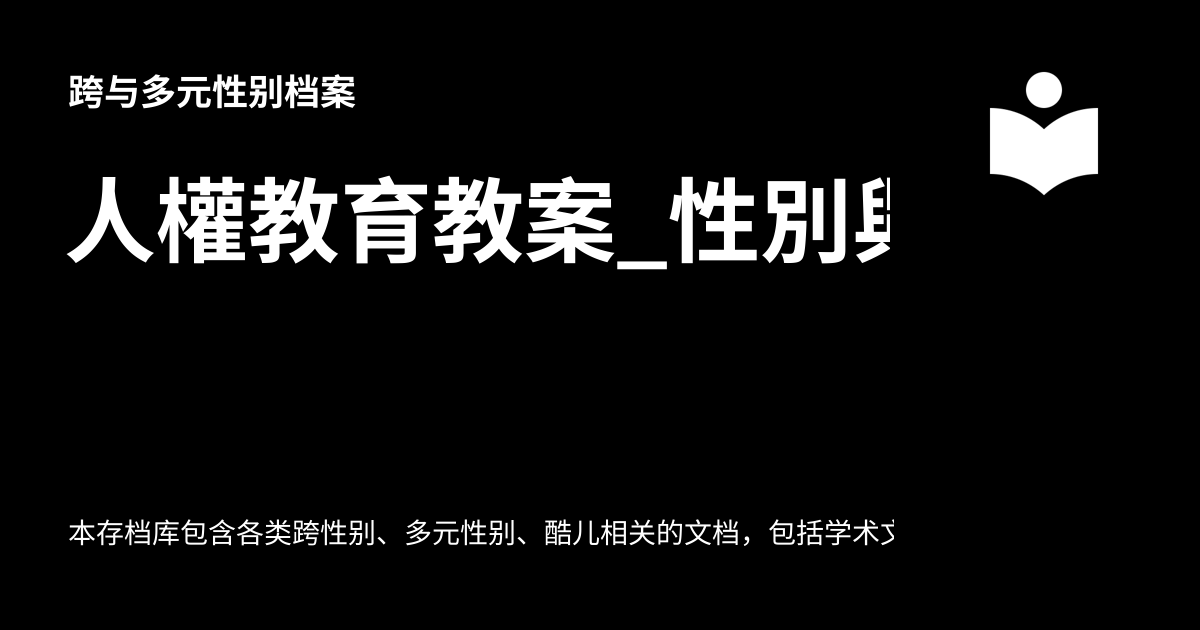 跨与多元性别档案
人權教育教案_性別
本存档库包含各类跨性别、多元性别、酷儿相关的文档，包括学术